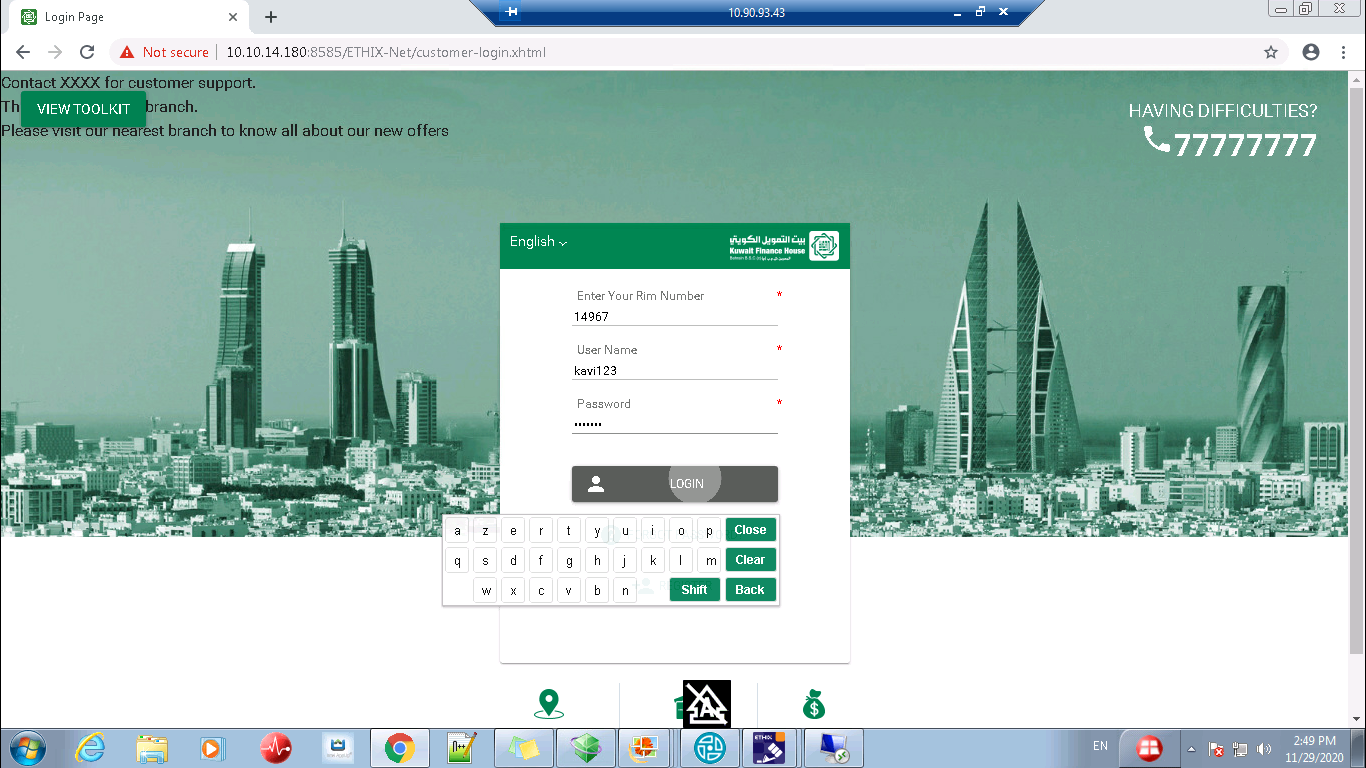 Login Page
10.90.93.43
Not secure
10.10.14.180:8585/ETHIX-Net/customer-login.xhtml
Contact XXXX for customer support.
Th
VIEW TOOLKIT
branch.
Please visit our nearest branch to know all about our new offers
HAVING DIFFICULTIES?
77777777
English
بيت التمويل الكويتي
Kuwait Finance House
Enter Your Rim Number *
14967
User Name *
kavi123
Password *
•••••••
LOGIN
a z e r t y u i o p Close
q s d f g h j k l m Clear
w x c v b n Shift Back
EN
2:49 PM
ETHIX
11/29/2020